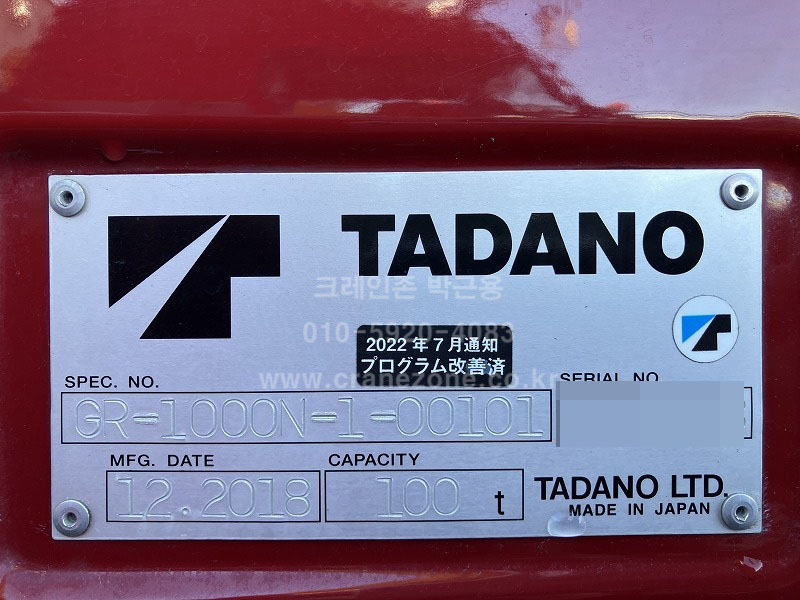 TADANO
크레인존 박근용
010-5920-4083
2022年7月通知
プログラム改善済
www.cranezone.co.kr
SPEC. NO.
SERIAL NO.
GR-1000N-1-00101
MFG. DATE
CAPACITY
12.2018
100 t
TADANO LTD.
MADE IN JAPAN